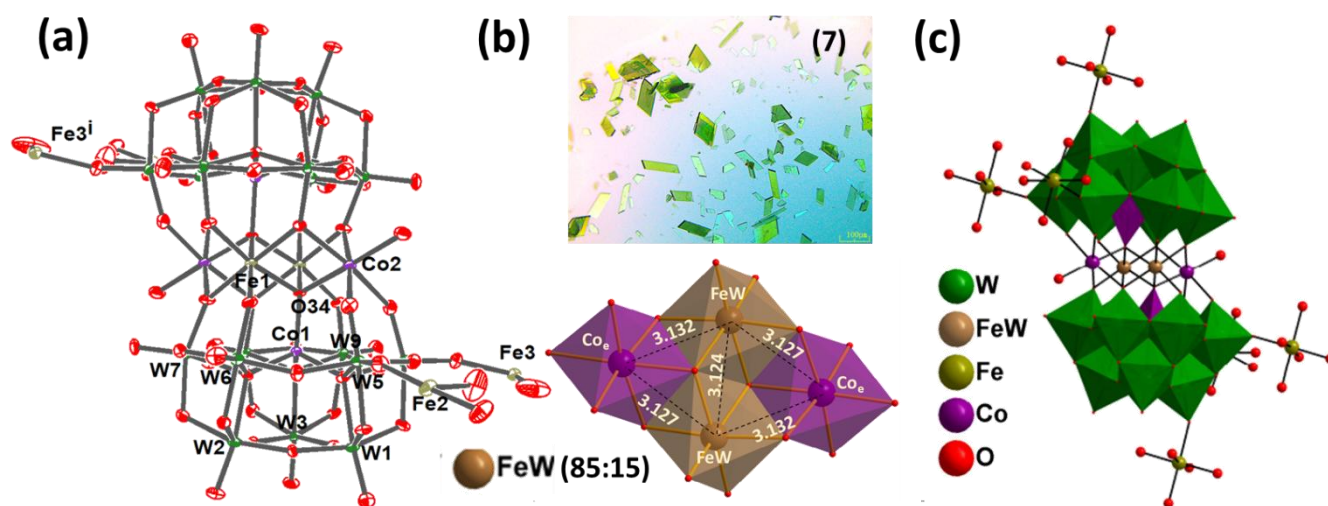 (a)
Fe3i
Fe1
Co2
O34
Co1
W9
W7
W6
W5
Fe3
Fe2
W3
W2
W1
(b)
(7)
100µm
FeW
3.132
3.127
Coe
3.124
Coe
3.127
3.132
FeW
FeW (85:15)
(c)
W
FeW
Fe
Co
O